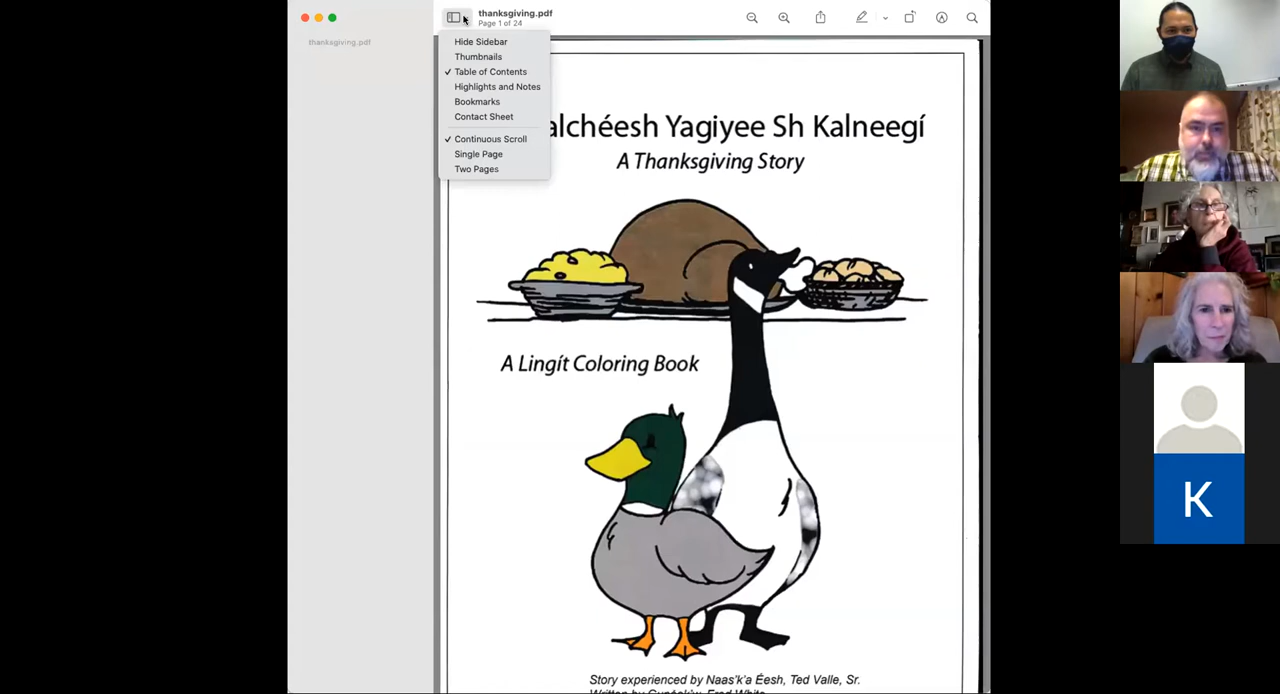 thanksgiving.pdf
Page 1 of 24
thanksgiving.pdf
Hide Sidebar
Thumbnails
✓ Table of Contents
Highlights and Notes
Bookmarks
Contact Sheet
✓ Continuous Scroll
Single Page
Two Pages
Yagiyee Sh Kalneegí
A Thanksgiving Story
A Lingít Coloring Book
Story experienced by Naas'k'a Éesh, Ted Valle, Sr.
K